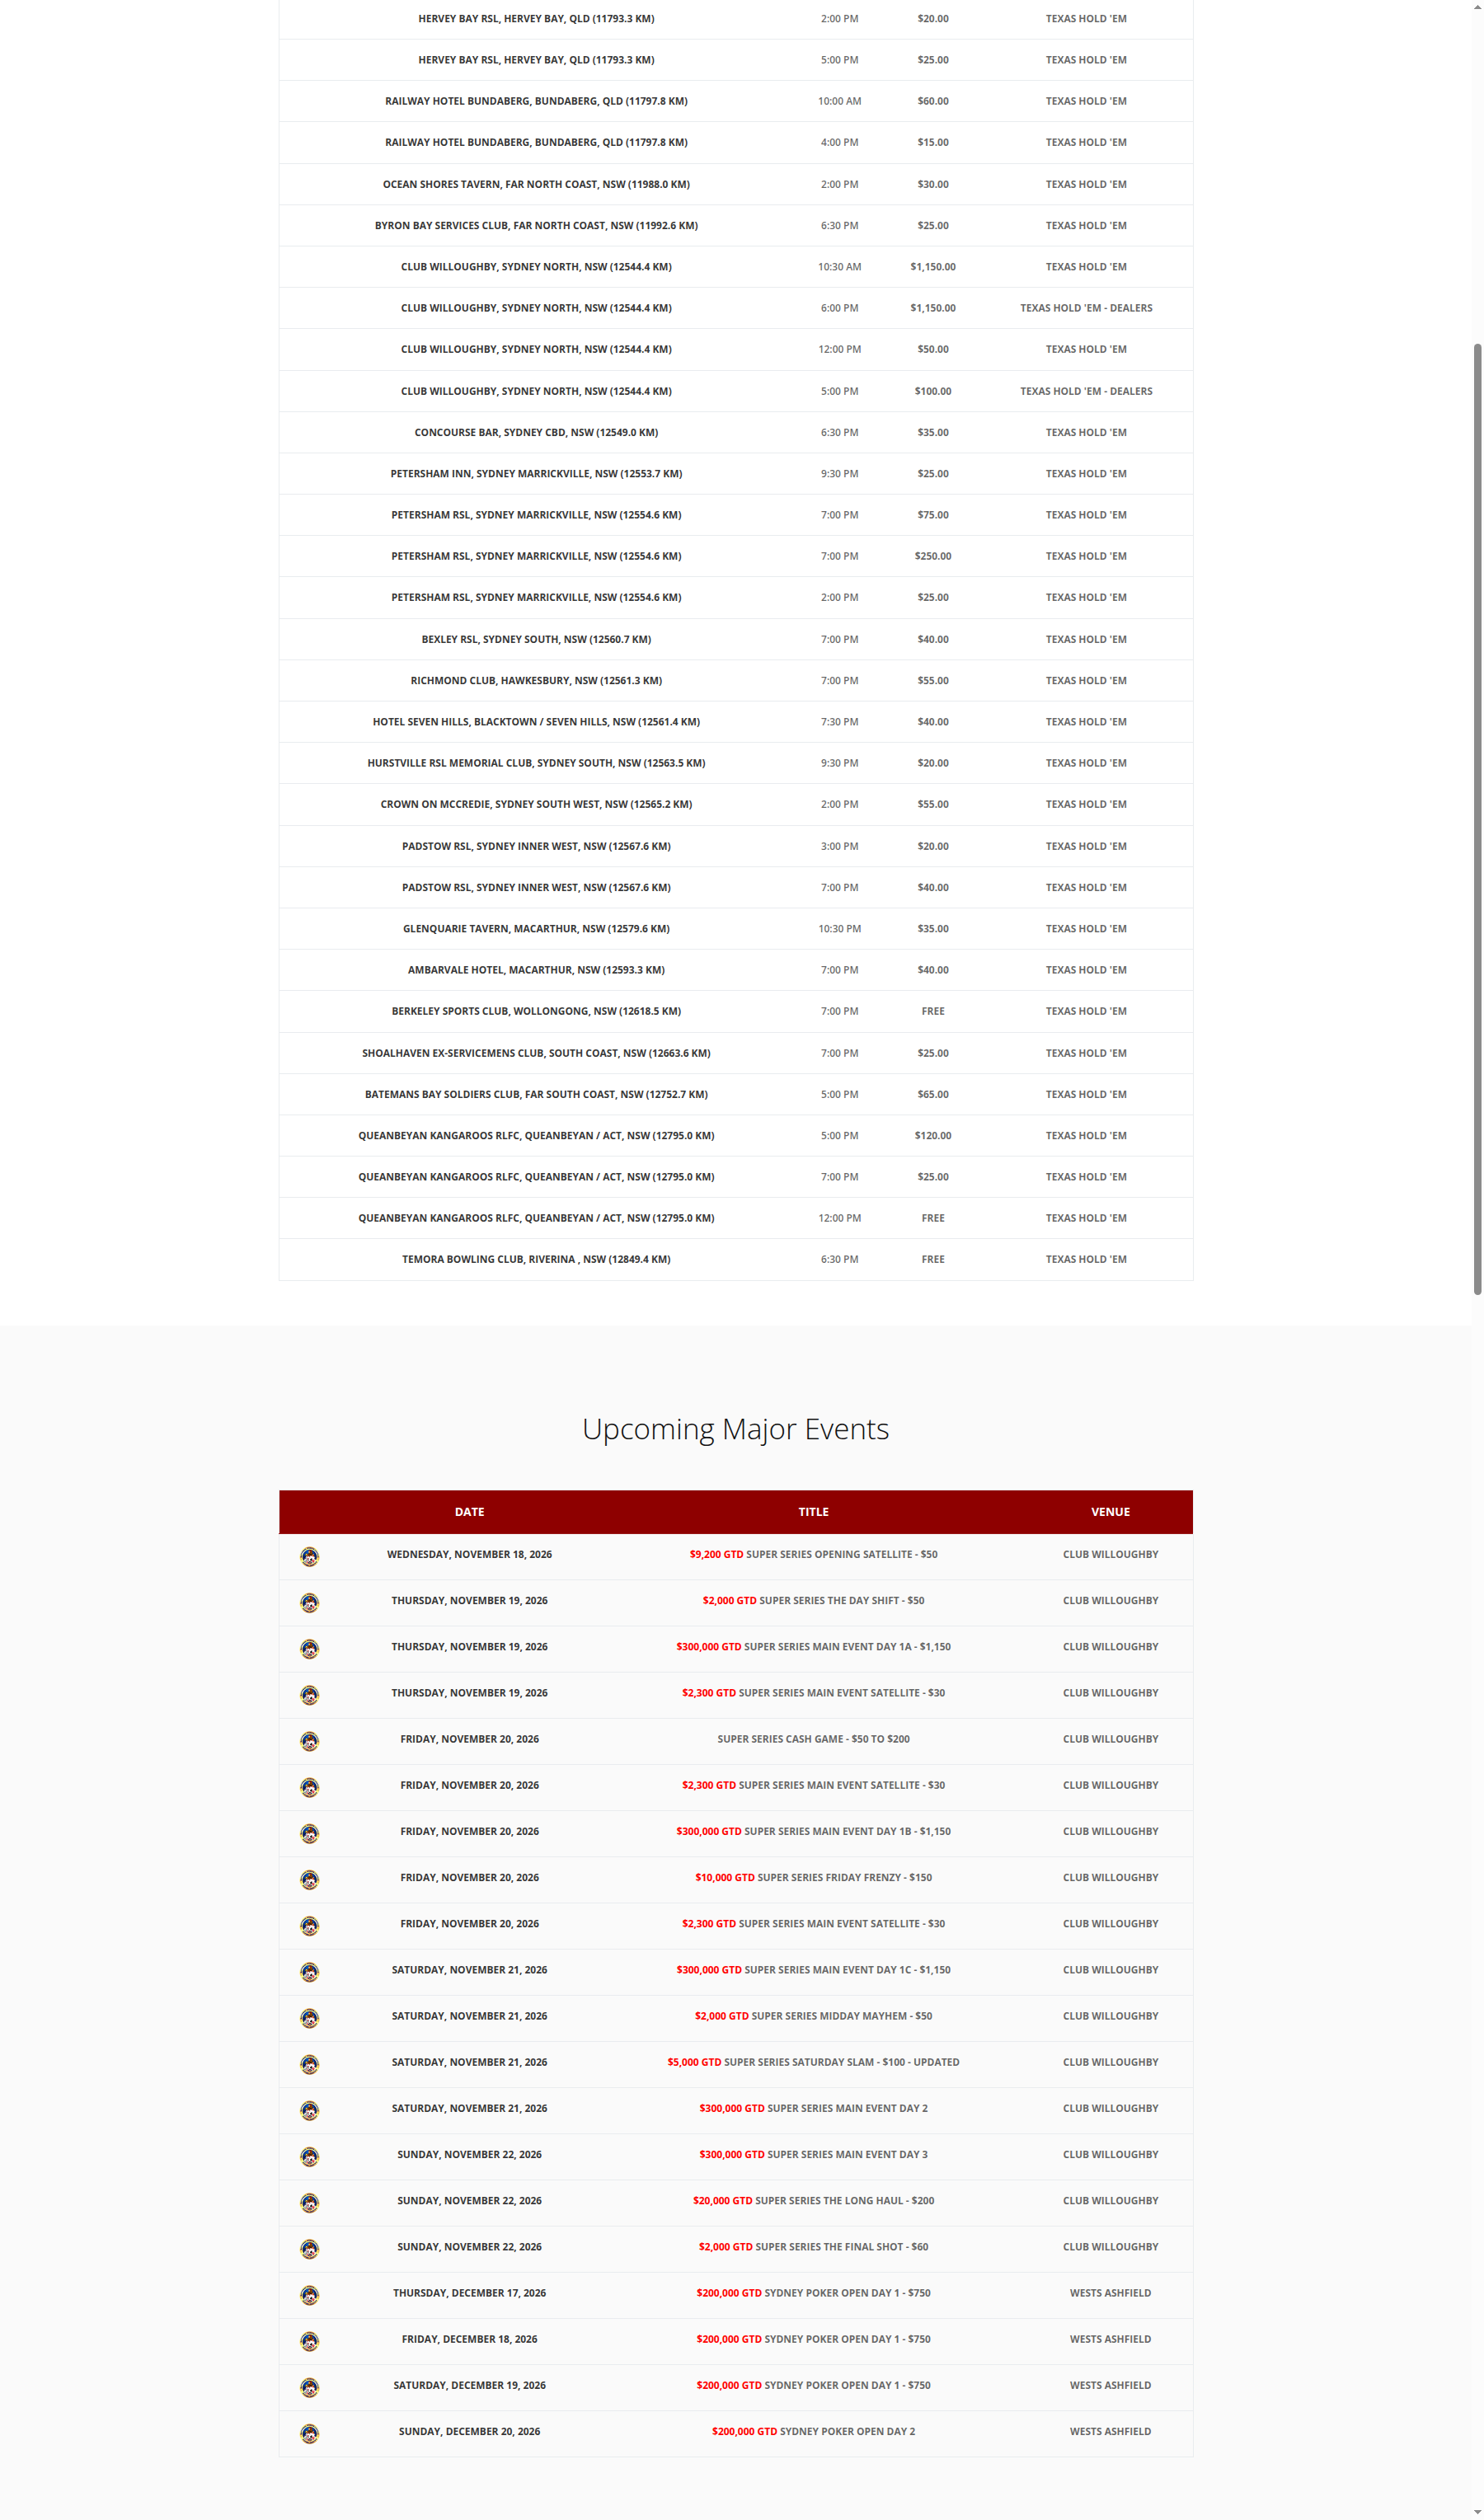 HERVEY BAY RSL, HERVEY BAY, QLD (11793.3 KM) 2:00 PM $20.00 TEXAS HOLD 'EM
HERVEY BAY RSL, HERVEY BAY, QLD (11793.3 KM) 5:00 PM $25.00 TEXAS HOLD 'EM
RAILWAY HOTEL BUNDABERG, BUNDABERG, QLD (11797.8 KM) 10:00 AM $60.00 TEXAS HOLD 'EM
RAILWAY HOTEL BUNDABERG, BUNDABERG, QLD (11797.8 KM) 4:00 PM $15.00 TEXAS HOLD 'EM
OCEAN SHORES TAVERN, FAR NORTH COAST, NSW (11988.0 KM) 2:00 PM $30.00 TEXAS HOLD 'EM
BYRON BAY SERVICES CLUB, FAR NORTH COAST, NSW (11992.6 KM) 6:30 PM $25.00 TEXAS HOLD 'EM
CLUB WILLOUGHBY, SYDNEY NORTH, NSW (12544.4 KM) 10:30 AM $1,150.00 TEXAS HOLD 'EM
CLUB WILLOUGHBY, SYDNEY NORTH, NSW (12544.4 KM) 6:00 PM $1,150.00 TEXAS HOLD 'EM - DEALERS
CLUB WILLOUGHBY, SYDNEY NORTH, NSW (12544.4 KM) 12:00 PM $50.00 TEXAS HOLD 'EM
CLUB WILLOUGHBY, SYDNEY NORTH, NSW (12544.4 KM) 5:00 PM $100.00 TEXAS HOLD 'EM - DEALERS
CONCOURSE BAR, SYDNEY CBD, NSW (12549.0 KM) 6:30 PM $35.00 TEXAS HOLD 'EM
PETERSHAM INN, SYDNEY MARRICKVILLE, NSW (12553.7 KM) 9:30 PM $25.00 TEXAS HOLD 'EM
PETERSHAM RSL, SYDNEY MARRICKVILLE, NSW (12554.6 KM) 7:00 PM $75.00 TEXAS HOLD 'EM
PETERSHAM RSL, SYDNEY MARRICKVILLE, NSW (12554.6 KM) 7:00 PM $250.00 TEXAS HOLD 'EM
PETERSHAM RSL, SYDNEY MARRICKVILLE, NSW (12554.6 KM) 2:00 PM $25.00 TEXAS HOLD 'EM
BEXLEY RSL, SYDNEY SOUTH, NSW (12560.7 KM) 7:00 PM $40.00 TEXAS HOLD 'EM
RICHMOND CLUB, HAWKESBURY, NSW (12561.3 KM) 7:00 PM $55.00 TEXAS HOLD 'EM
HOTEL SEVEN HILLS, BLACKTOWN / SEVEN HILLS, NSW (12561.4 KM) 7:30 PM $40.00 TEXAS HOLD 'EM
HURSTVILLE RSL MEMORIAL CLUB, SYDNEY SOUTH, NSW (12563.5 KM) 9:30 PM $20.00 TEXAS HOLD 'EM
CROWN ON MCCREDIE, SYDNEY SOUTH WEST, NSW (12565.2 KM) 2:00 PM $55.00 TEXAS HOLD 'EM
PADSTOW RSL, SYDNEY INNER WEST, NSW (12567.6 KM) 3:00 PM $20.00 TEXAS HOLD 'EM
PADSTOW RSL, SYDNEY INNER WEST, NSW (12567.6 KM) 7:00 PM $40.00 TEXAS HOLD 'EM
GLENQUARIE TAVERN, MACARTHUR, NSW (12579.6 KM) 10:30 PM $35.00 TEXAS HOLD 'EM
AMBARVALE HOTEL, MACARTHUR, NSW (12593.3 KM) 7:00 PM $40.00 TEXAS HOLD 'EM
BERKELEY SPORTS CLUB, WOLLONGONG, NSW (12618.5 KM) 7:00 PM FREE TEXAS HOLD 'EM
SHOALHAVEN EX-SERVICEMENS CLUB, SOUTH COAST, NSW (12663.6 KM) 7:00 PM $25.00 TEXAS HOLD 'EM
BATEMANS BAY SOLDIERS CLUB, FAR SOUTH COAST, NSW (12752.7 KM) 5:00 PM $65.00 TEXAS HOLD 'EM
QUEANBEYAN KANGAROOS RLFC, QUEANBEYAN / ACT, NSW (12795.0 KM) 5:00 PM $120.00 TEXAS HOLD 'EM
QUEANBEYAN KANGAROOS RLFC, QUEANBEYAN / ACT, NSW (12795.0 KM) 7:00 PM $25.00 TEXAS HOLD 'EM
QUEANBEYAN KANGAROOS RLFC, QUEANBEYAN / ACT, NSW (12795.0 KM) 12:00 PM FREE TEXAS HOLD 'EM
TEMORA BOWLING CLUB, RIVERINA , NSW (12849.4 KM) 6:30 PM FREE TEXAS HOLD 'EM
Upcoming Major Events
DATE TITLE VENUE
WEDNESDAY, NOVEMBER 18, 2026 $9,200 GTD SUPER SERIES OPENING SATELLITE - $50 CLUB WILLOUGHBY
THURSDAY, NOVEMBER 19, 2026 $2,000 GTD SUPER SERIES THE DAY SHIFT - $50 CLUB WILLOUGHBY
THURSDAY, NOVEMBER 19, 2026 $300,000 GTD SUPER SERIES MAIN EVENT DAY 1A - $1,150 CLUB WILLOUGHBY
THURSDAY, NOVEMBER 19, 2026 $2,300 GTD SUPER SERIES MAIN EVENT SATELLITE - $30 CLUB WILLOUGHBY
FRIDAY, NOVEMBER 20, 2026 SUPER SERIES CASH GAME - $50 TO $200 CLUB WILLOUGHBY
FRIDAY, NOVEMBER 20, 2026 $2,300 GTD SUPER SERIES MAIN EVENT SATELLITE - $30 CLUB WILLOUGHBY
FRIDAY, NOVEMBER 20, 2026 $300,000 GTD SUPER SERIES MAIN EVENT DAY 1B - $1,150 CLUB WILLOUGHBY
FRIDAY, NOVEMBER 20, 2026 $10,000 GTD SUPER SERIES FRIDAY FRENZY - $150 CLUB WILLOUGHBY
FRIDAY, NOVEMBER 20, 2026 $2,300 GTD SUPER SERIES MAIN EVENT SATELLITE - $30 CLUB WILLOUGHBY
SATURDAY, NOVEMBER 21, 2026 $300,000 GTD SUPER SERIES MAIN EVENT DAY 1C - $1,150 CLUB WILLOUGHBY
SATURDAY, NOVEMBER 21, 2026 $2,000 GTD SUPER SERIES MIDDAY MAYHEM - $50 CLUB WILLOUGHBY
SATURDAY, NOVEMBER 21, 2026 $5,000 GTD SUPER SERIES SATURDAY SLAM - $100 - UPDATED CLUB WILLOUGHBY
SATURDAY, NOVEMBER 21, 2026 $300,000 GTD SUPER SERIES MAIN EVENT DAY 2 CLUB WILLOUGHBY
SUNDAY, NOVEMBER 22, 2026 $300,000 GTD SUPER SERIES MAIN EVENT DAY 3 CLUB WILLOUGHBY
SUNDAY, NOVEMBER 22, 2026 $20,000 GTD SUPER SERIES THE LONG HAUL - $200 CLUB WILLOUGHBY
SUNDAY, NOVEMBER 22, 2026 $2,000 GTD SUPER SERIES THE FINAL SHOT - $60 CLUB WILLOUGHBY
THURSDAY, DECEMBER 17, 2026 $200,000 GTD SYDNEY POKER OPEN DAY 1 - $750 WESTS ASHFIELD
FRIDAY, DECEMBER 18, 2026 $200,000 GTD SYDNEY POKER OPEN DAY 1 - $750 WESTS ASHFIELD
SATURDAY, DECEMBER 19, 2026 $200,000 GTD SYDNEY POKER OPEN DAY 1 - $750 WESTS ASHFIELD
SUNDAY, DECEMBER 20, 2026 $200,000 GTD SYDNEY POKER OPEN DAY 2 WESTS ASHFIELD